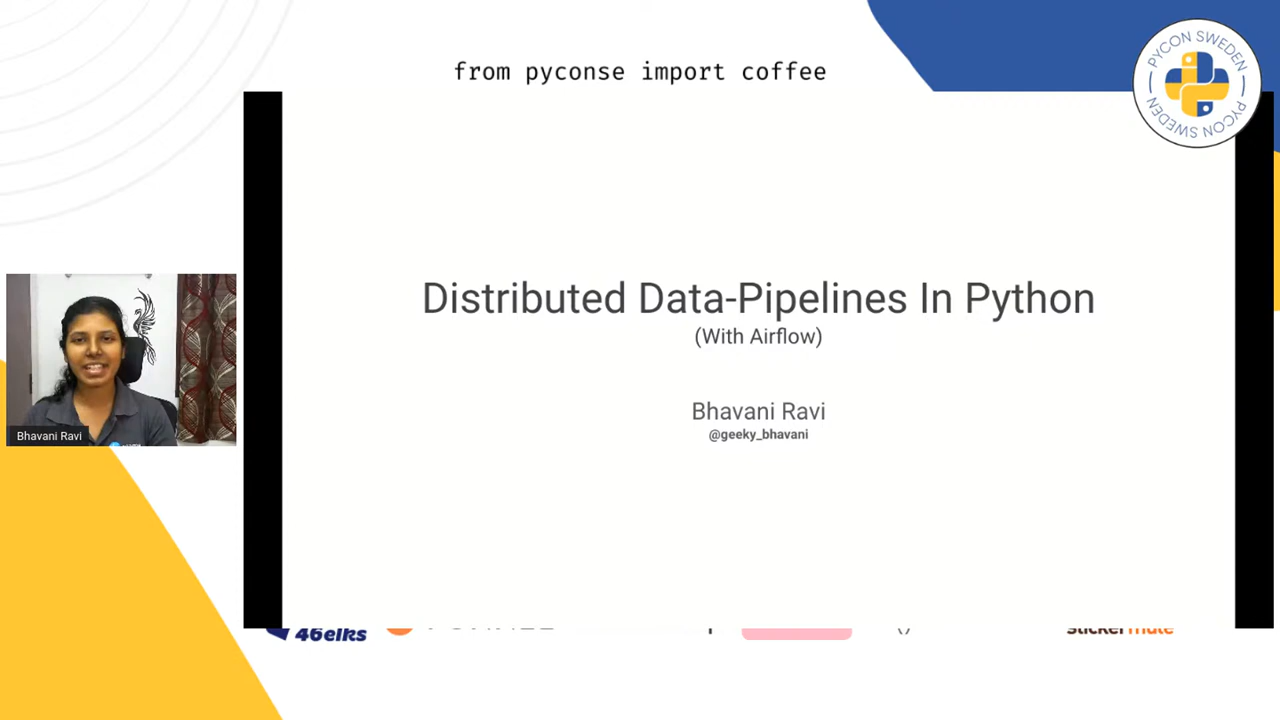 from pyconse import coffee
PYCON SWEDEN
PYCON SWEDEN
Distributed Data-Pipelines In Python
(With Airflow)
Bhavani Ravi
@geeky_bhavani
Bhavani Ravi
46elks
stickermule